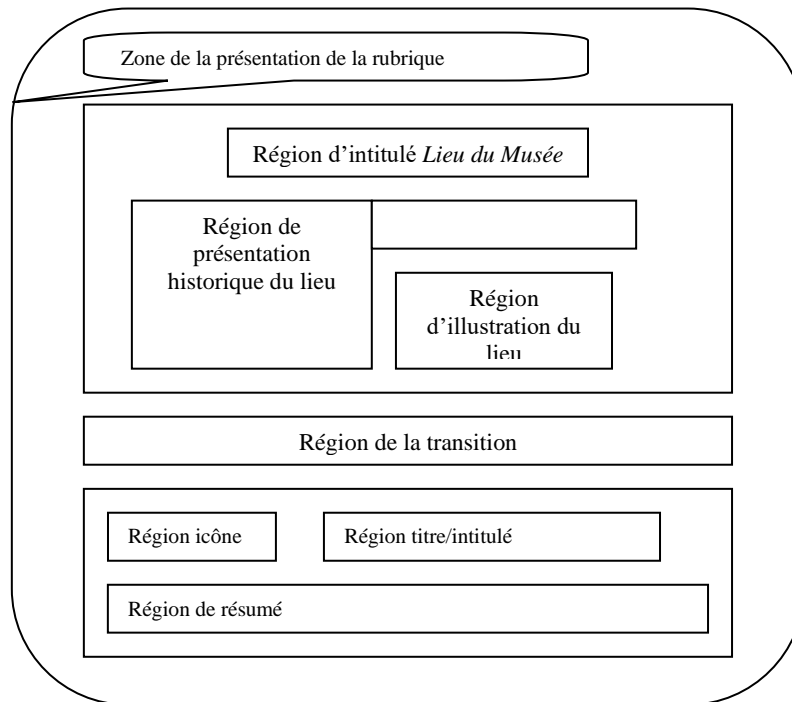 Zone de la présentation de la rubrique
Région d’intitulé Lieu du Musée
Région de
présentation
historique du lieu
Région
d’illustration du
lieu
Région de la transition
Région icône
Région titre/intitulé
Région de résumé